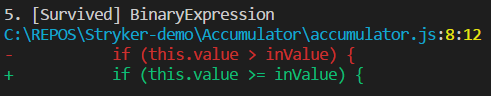 5. [Survived] BinaryExpression
C:\REPOS\Stryker-demo\Accumulator\accumulator.js:8:12
-            if (this.value > inValue) {
+            if (this.value >= inValue) {